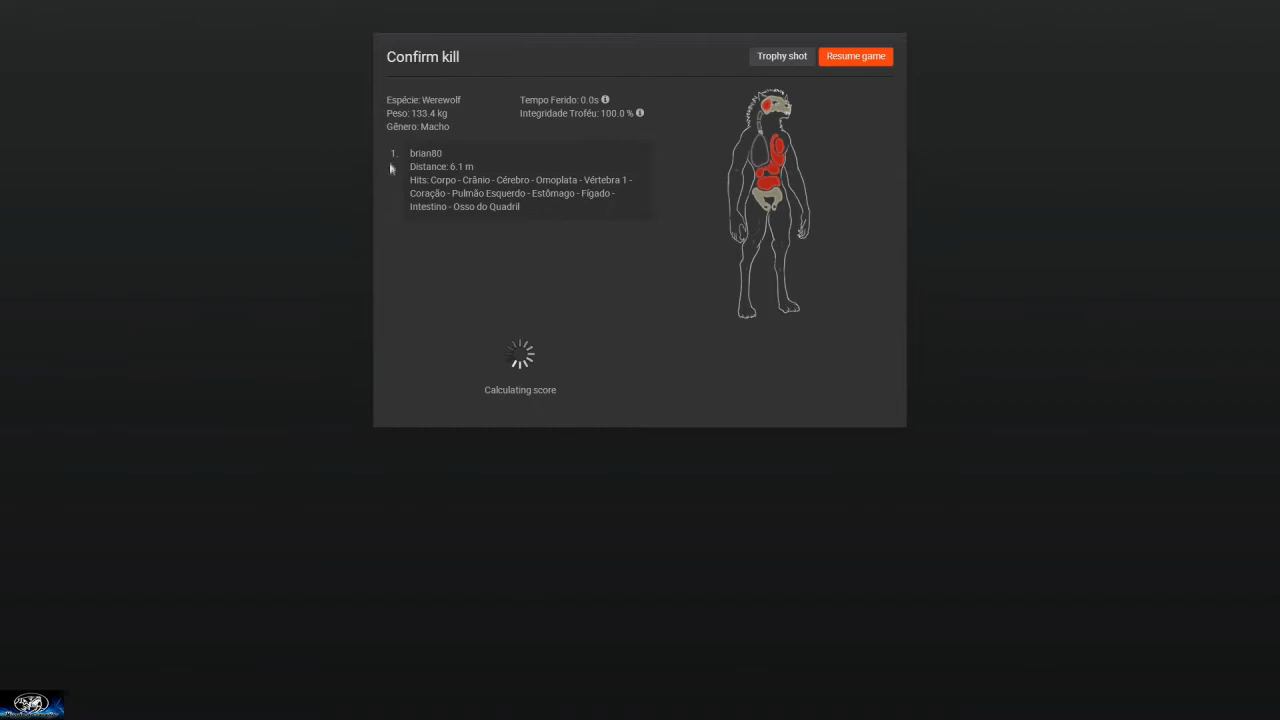 Confirm kill
Trophy shot
Resume game
Espécie: Werewolf
Tempo Ferido: 0.0s
Peso: 133.4 kg
Integridade Troféu: 100.0 %
Gênero: Macho
1. brian80
Distance: 6.1 m
Hits: Corpo - Crânio - Cérebro - Omoplata - Vértebra 1 -
Coração - Pulmão Esquerdo - Estômago - Fígado -
Intestino - Osso do Quadril
Calculating score